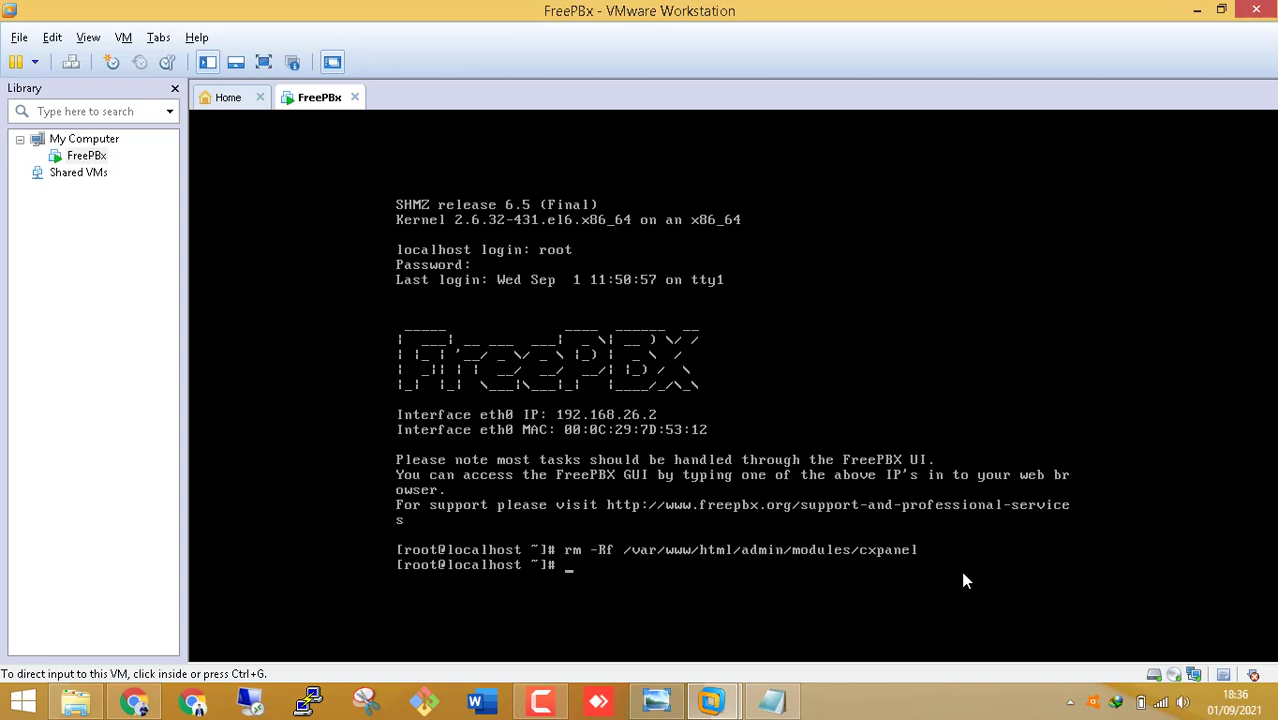 FreePBx - VMware Workstation
File Edit View VM Tabs Help
Library
Type here to search
Home
FreePBx
My Computer
FreePBx
Shared VMs
SHMZ release 6.5 (Final)
Kernel 2.6.32-431.el6.x86_64 on an x86_64
localhost login: root
Password:
Last login: Wed Sep  1 11:50:57 on tty1
FreePBX
Interface eth0 IP: 192.168.26.2
Interface eth0 MAC: 00:0C:29:7D:53:12
Please note most tasks should be handled through the FreePBX UI.
You can access the FreePBX GUI by typing one of the above IP's in to your web br
owser.
For support please visit http://www.freepbx.org/support-and-professional-service
s
[root@localhost ~]# rm -Rf /var/www/html/admin/modules/cxpanel
[root@localhost ~]# _
To direct input to this VM, click inside or press Ctrl+G.
18:36
01/09/2021